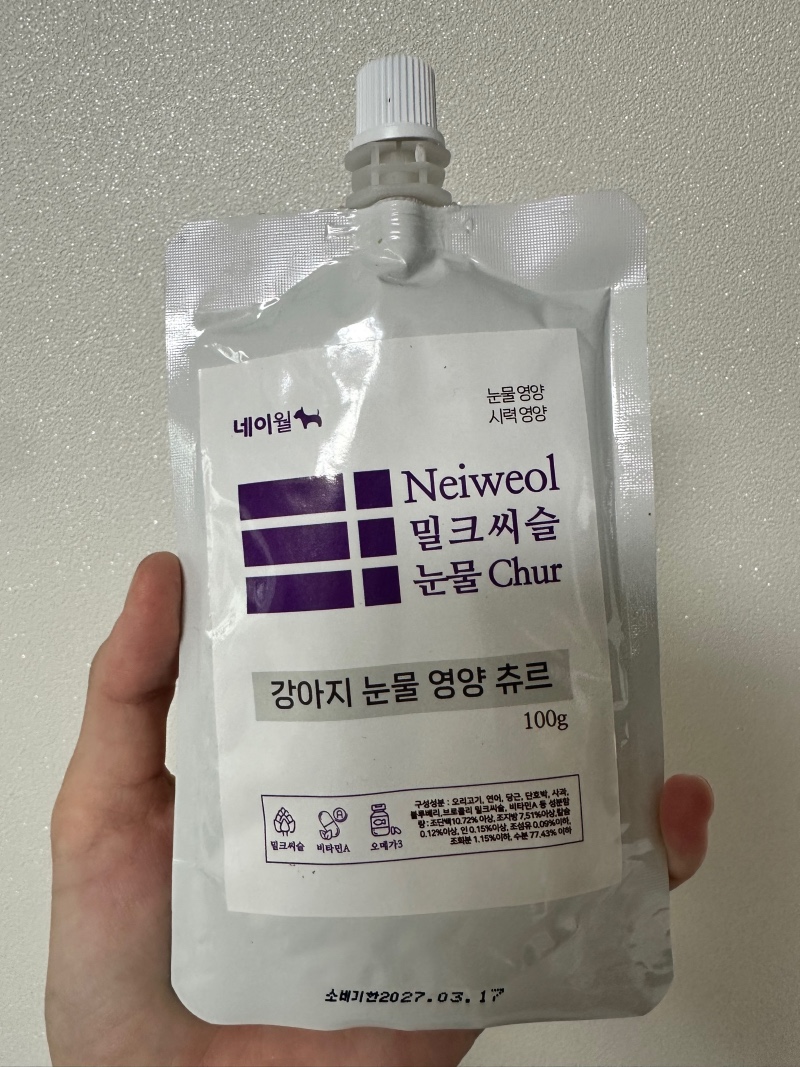 네이월
눈물 영양
시력 영양
Neiweol
밀크씨슬
눈물 Chur
강아지 눈물 영양 츄르
100g
밀크씨슬
비타민A
오메가3
구성성분 : 오리고기, 연어, 당근, 단호박, 사과,
블루베리,브로콜리 밀크씨슬, 비타민A 등 성분함
량 : 조단백10.72% 이상, 조지방 7.51%이상,칼슘
0.12%이상, 인 0.15%이상, 조섬유 0.09%이하,
조회분 1.15%이하, 수분 77.43% 이하
소비기한2027.03.17